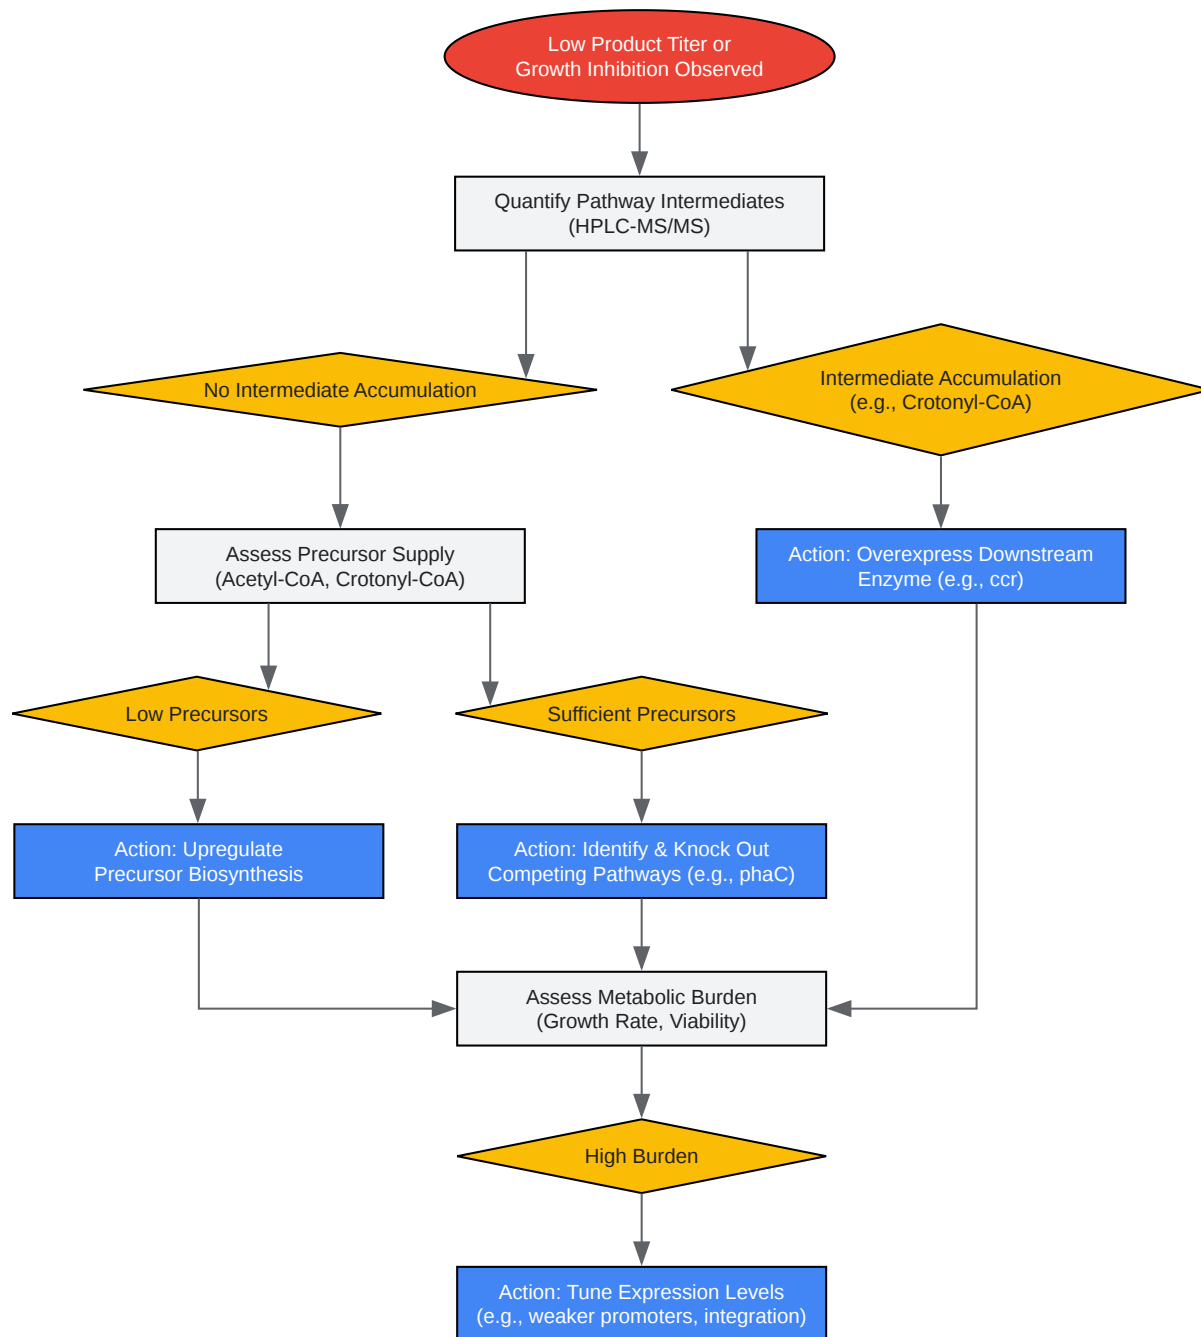 Low Product Titer or
Growth Inhibition Observed
Quantify Pathway Intermediates
(HPLC-MS/MS)
No Intermediate Accumulation
Intermediate Accumulation
(e.g., Crotonyl-CoA)
Assess Precursor Supply
(Acetyl-CoA, Crotonyl-CoA)
Action: Overexpress Downstream
Enzyme (e.g., ccr)
Low Precursors
Sufficient Precursors
Action: Upregulate
Precursor Biosynthesis
Action: Identify & Knock Out
Competing Pathways (e.g., phaC)
Assess Metabolic Burden
(Growth Rate, Viability)
High Burden
Action: Tune Expression Levels
(e.g., weaker promoters, integration)